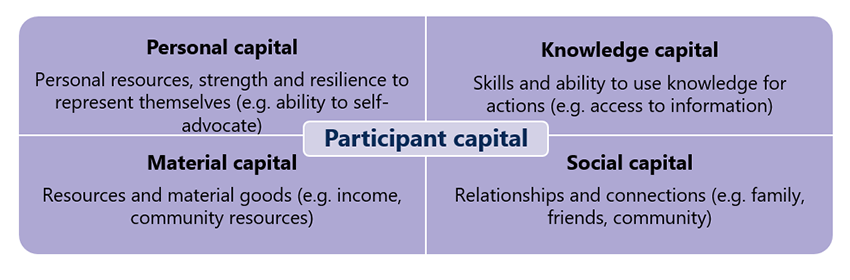 Personal capital
Personal resources, strength and resilience to
represent themselves (e.g. ability to self-
advocate)
Knowledge capital
Skills and ability to use knowledge for
actions (e.g. access to information)
Participant capital
Material capital
Resources and material goods (e.g. income,
community resources)
Social capital
Relationships and connections (e.g. family,
friends, community)